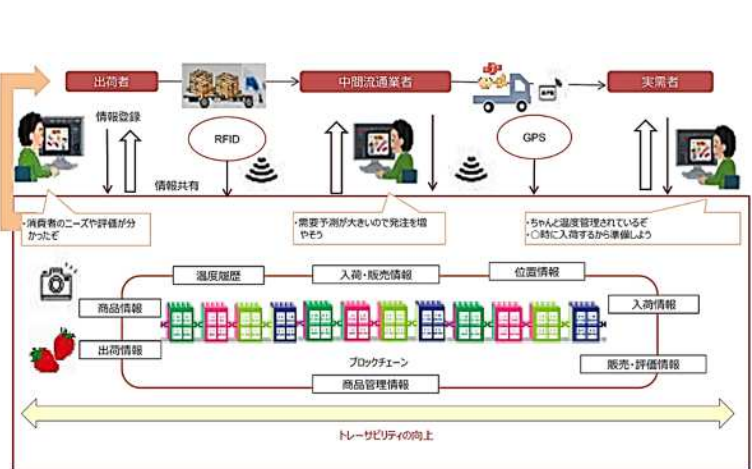 出荷者
中間流通業者
実需者
情報登録
RFID
GPS
情報共有
・消費者のニーズや評価が分
かったぞ
・需要予測が大きいので発注を増
やそう
・ちゃんと温度管理されているぞ
・○時に入荷するから準備しよう
温度履歴
入荷・販売情報
位置情報
商品情報
入荷情報
出荷情報
ブロックチェーン
販売・評価情報
商品管理情報
トレーサビリティの向上